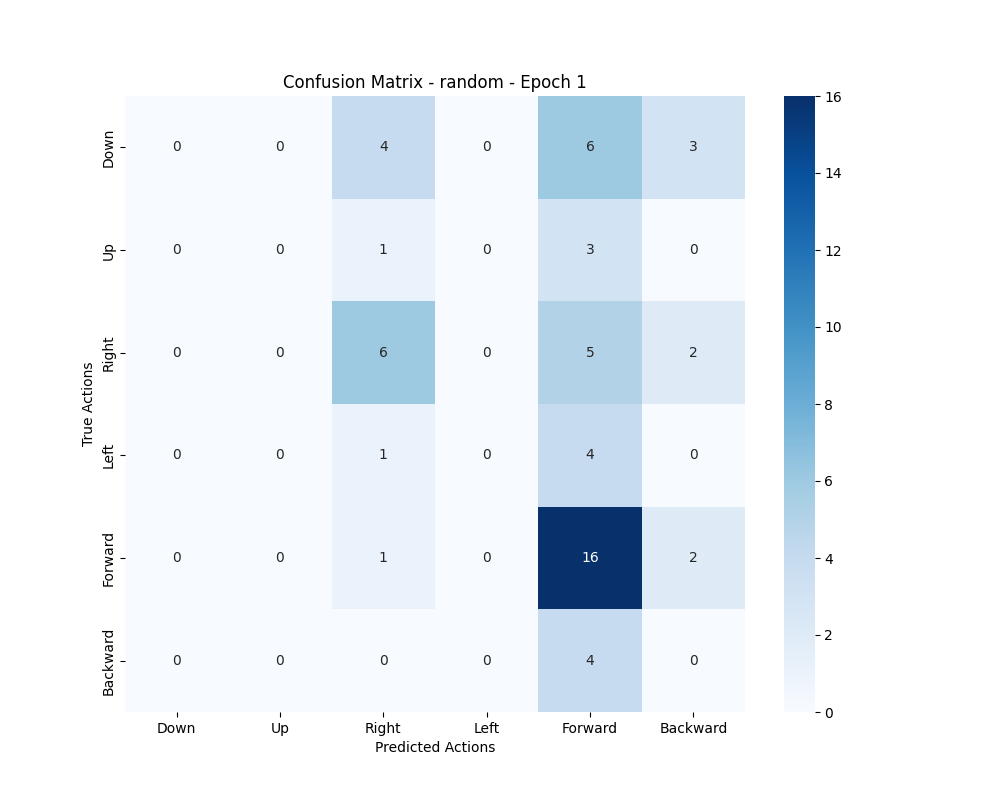 Confusion Matrix - random - Epoch 1
True Actions
Down 0 0 4 0 6 3
Up 0 0 1 0 3 0
Right 0 0 6 0 5 2
Left 0 0 1 0 4 0
Forward 0 0 1 0 16 2
Backward 0 0 0 0 4 0
Down Up Right Left Forward Backward
Predicted Actions
16
14
12
10
8
6
4
2
0